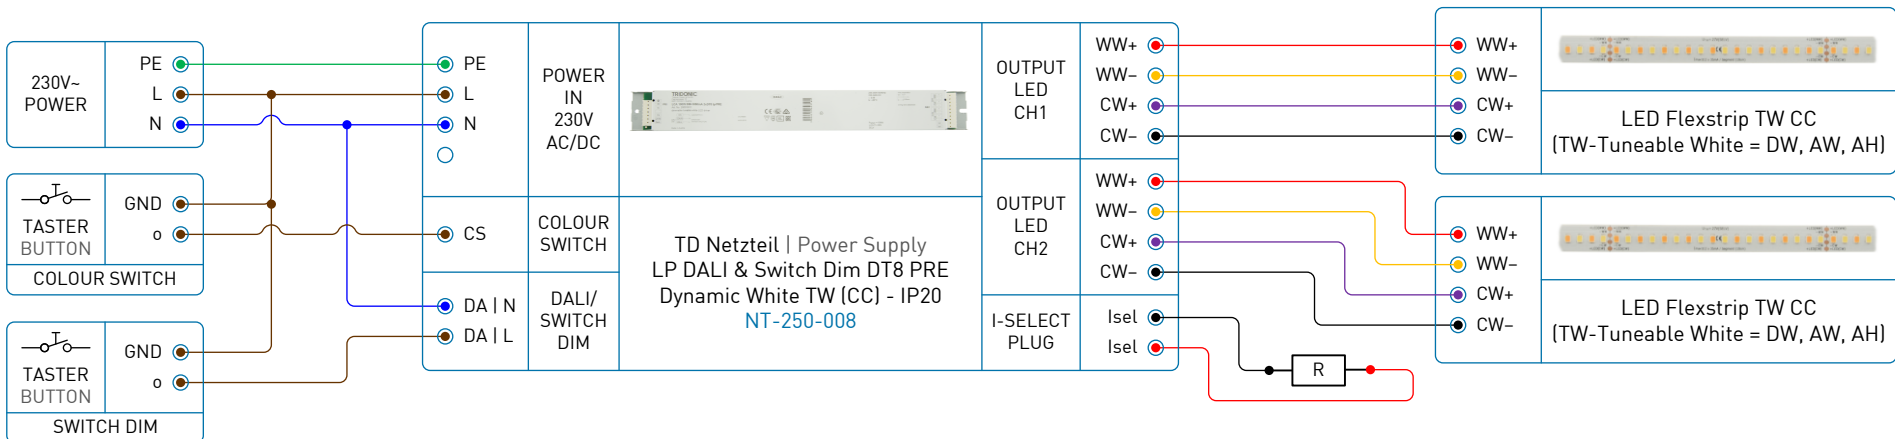 230V~
POWER
PE
L
N
TASTER
BUTTON
GND
o
COLOUR SWITCH
TASTER
BUTTON
GND
o
SWITCH DIM
PE
L
N
POWER
IN
230V
AC/DC
CS
COLOUR
SWITCH
DA | N
DA | L
DALI/
SWITCH
DIM
TRIDONIC
TD Netzteil | Power Supply
LP DALI & Switch Dim DT8 PRE
Dynamic White TW (CC) - IP20
NT-250-008
OUTPUT
LED
CH1
WW+
WW–
CW+
CW–
OUTPUT
LED
CH2
WW+
WW–
CW+
CW–
I-SELECT
PLUG
Isel
Isel
R
WW+
WW–
CW+
CW–
LED Flexstrip TW CC
(TW-Tuneable White = DW, AW, AH)
WW+
WW–
CW+
CW–
LED Flexstrip TW CC
(TW-Tuneable White = DW, AW, AH)